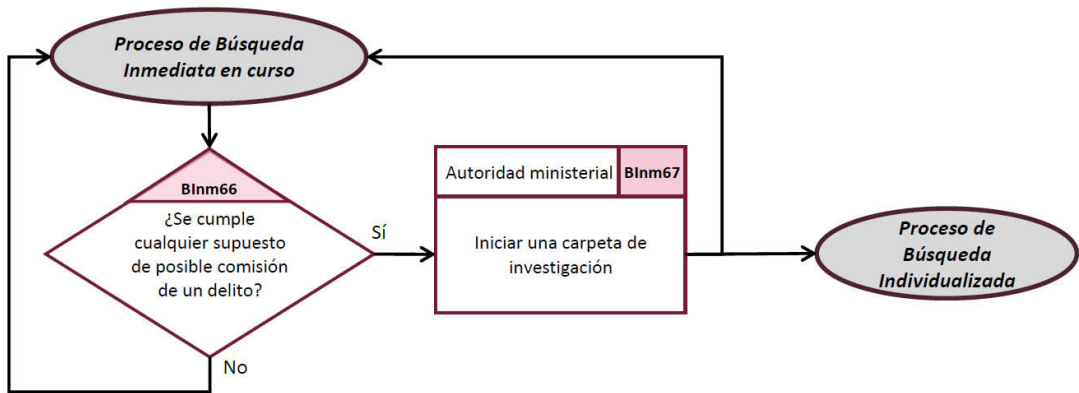 Proceso de Búsqueda
Inmediata en curso
BInm66
¿Se cumple
cualquier supuesto
de posible comisión
de un delito?
Sí
No
Autoridad ministerial
BInm67
Iniciar una carpeta de
investigación
Proceso de
Búsqueda
Individualizada